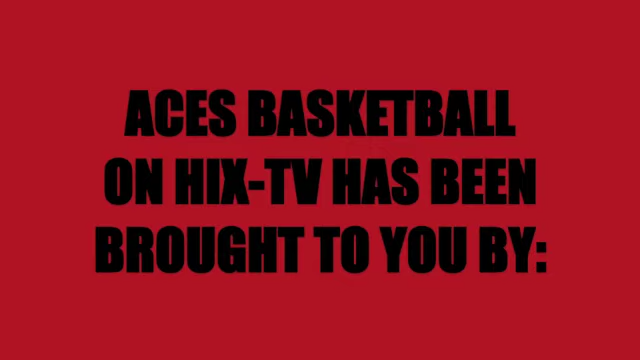 ACES BASKETBALL
ON HIX-TV HAS BEEN
BROUGHT TO YOU BY: